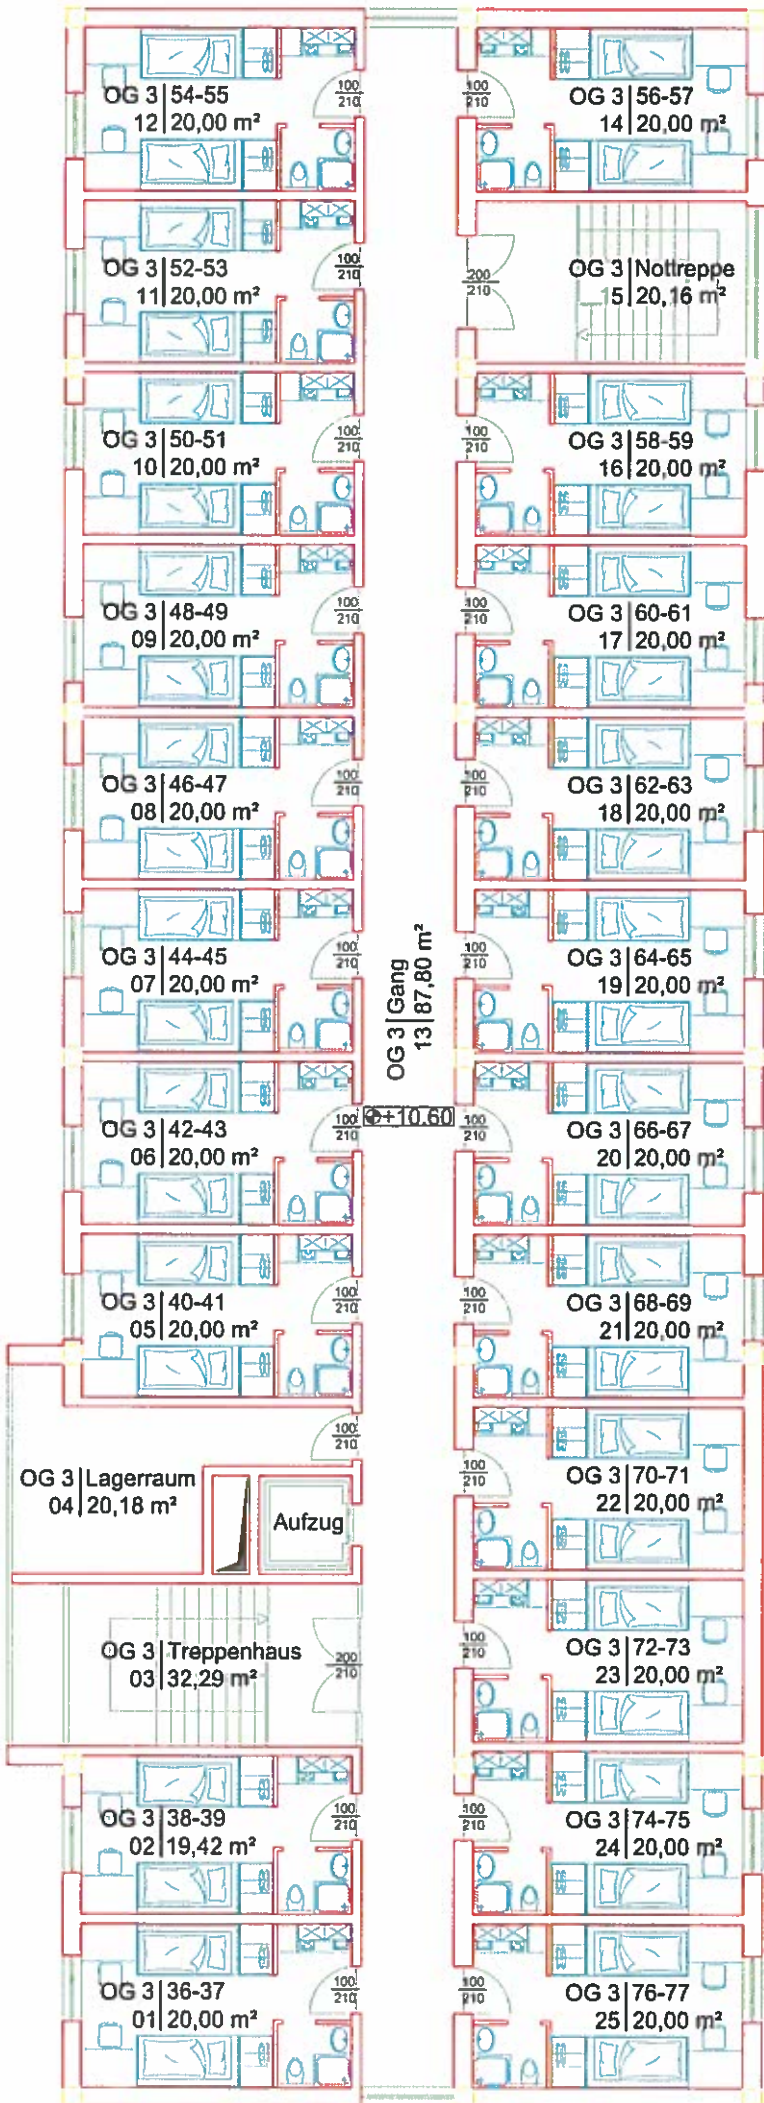 OG 3 54-55
12 20,00 m²
100
210
100
210
OG 3 56-57
14 20,00 m²
OG 3 52-53
11 20,00 m²
100
210
200
210
OG 3 Nottreppe
15 20,16 m²
OG 3 50-51
10 20,00 m²
100
210
100
210
OG 3 58-59
16 20,00 m²
OG 3 48-49
09 20,00 m²
100
210
100
210
OG 3 60-61
17 20,00 m²
OG 3 46-47
08 20,00 m²
100
210
100
210
OG 3 62-63
18 20,00 m²
OG 3 44-45
07 20,00 m²
100
210
OG 3 Gang
13 87,80 m²
100
210
OG 3 64-65
19 20,00 m²
OG 3 42-43
06 20,00 m²
100
210
+10.60
100
210
OG 3 66-67
20 20,00 m²
OG 3 40-41
05 20,00 m²
100
210
100
210
OG 3 68-69
21 20,00 m²
100
210
OG 3 Lagerraum
04 20,18 m²
Aufzug
100
210
OG 3 70-71
22 20,00 m²
OG 3 Treppenhaus
03 32,29 m²
200
210
100
210
OG 3 72-73
23 20,00 m²
OG 3 38-39
02 19,42 m²
100
210
100
210
OG 3 74-75
24 20,00 m²
OG 3 36-37
01 20,00 m²
100
210
100
210
OG 3 76-77
25 20,00 m²